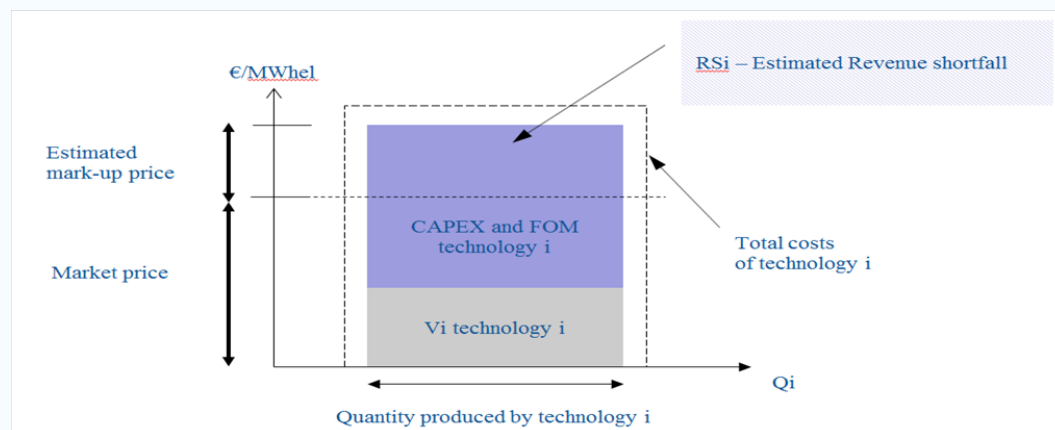 RSi – Estimated Revenue shortfall
€/MWhel
Estimated
mark-up price
CAPEX and FOM
technology i
Total costs
of technology i
Market price
Vi technology i
Qi
Quantity produced by technology i